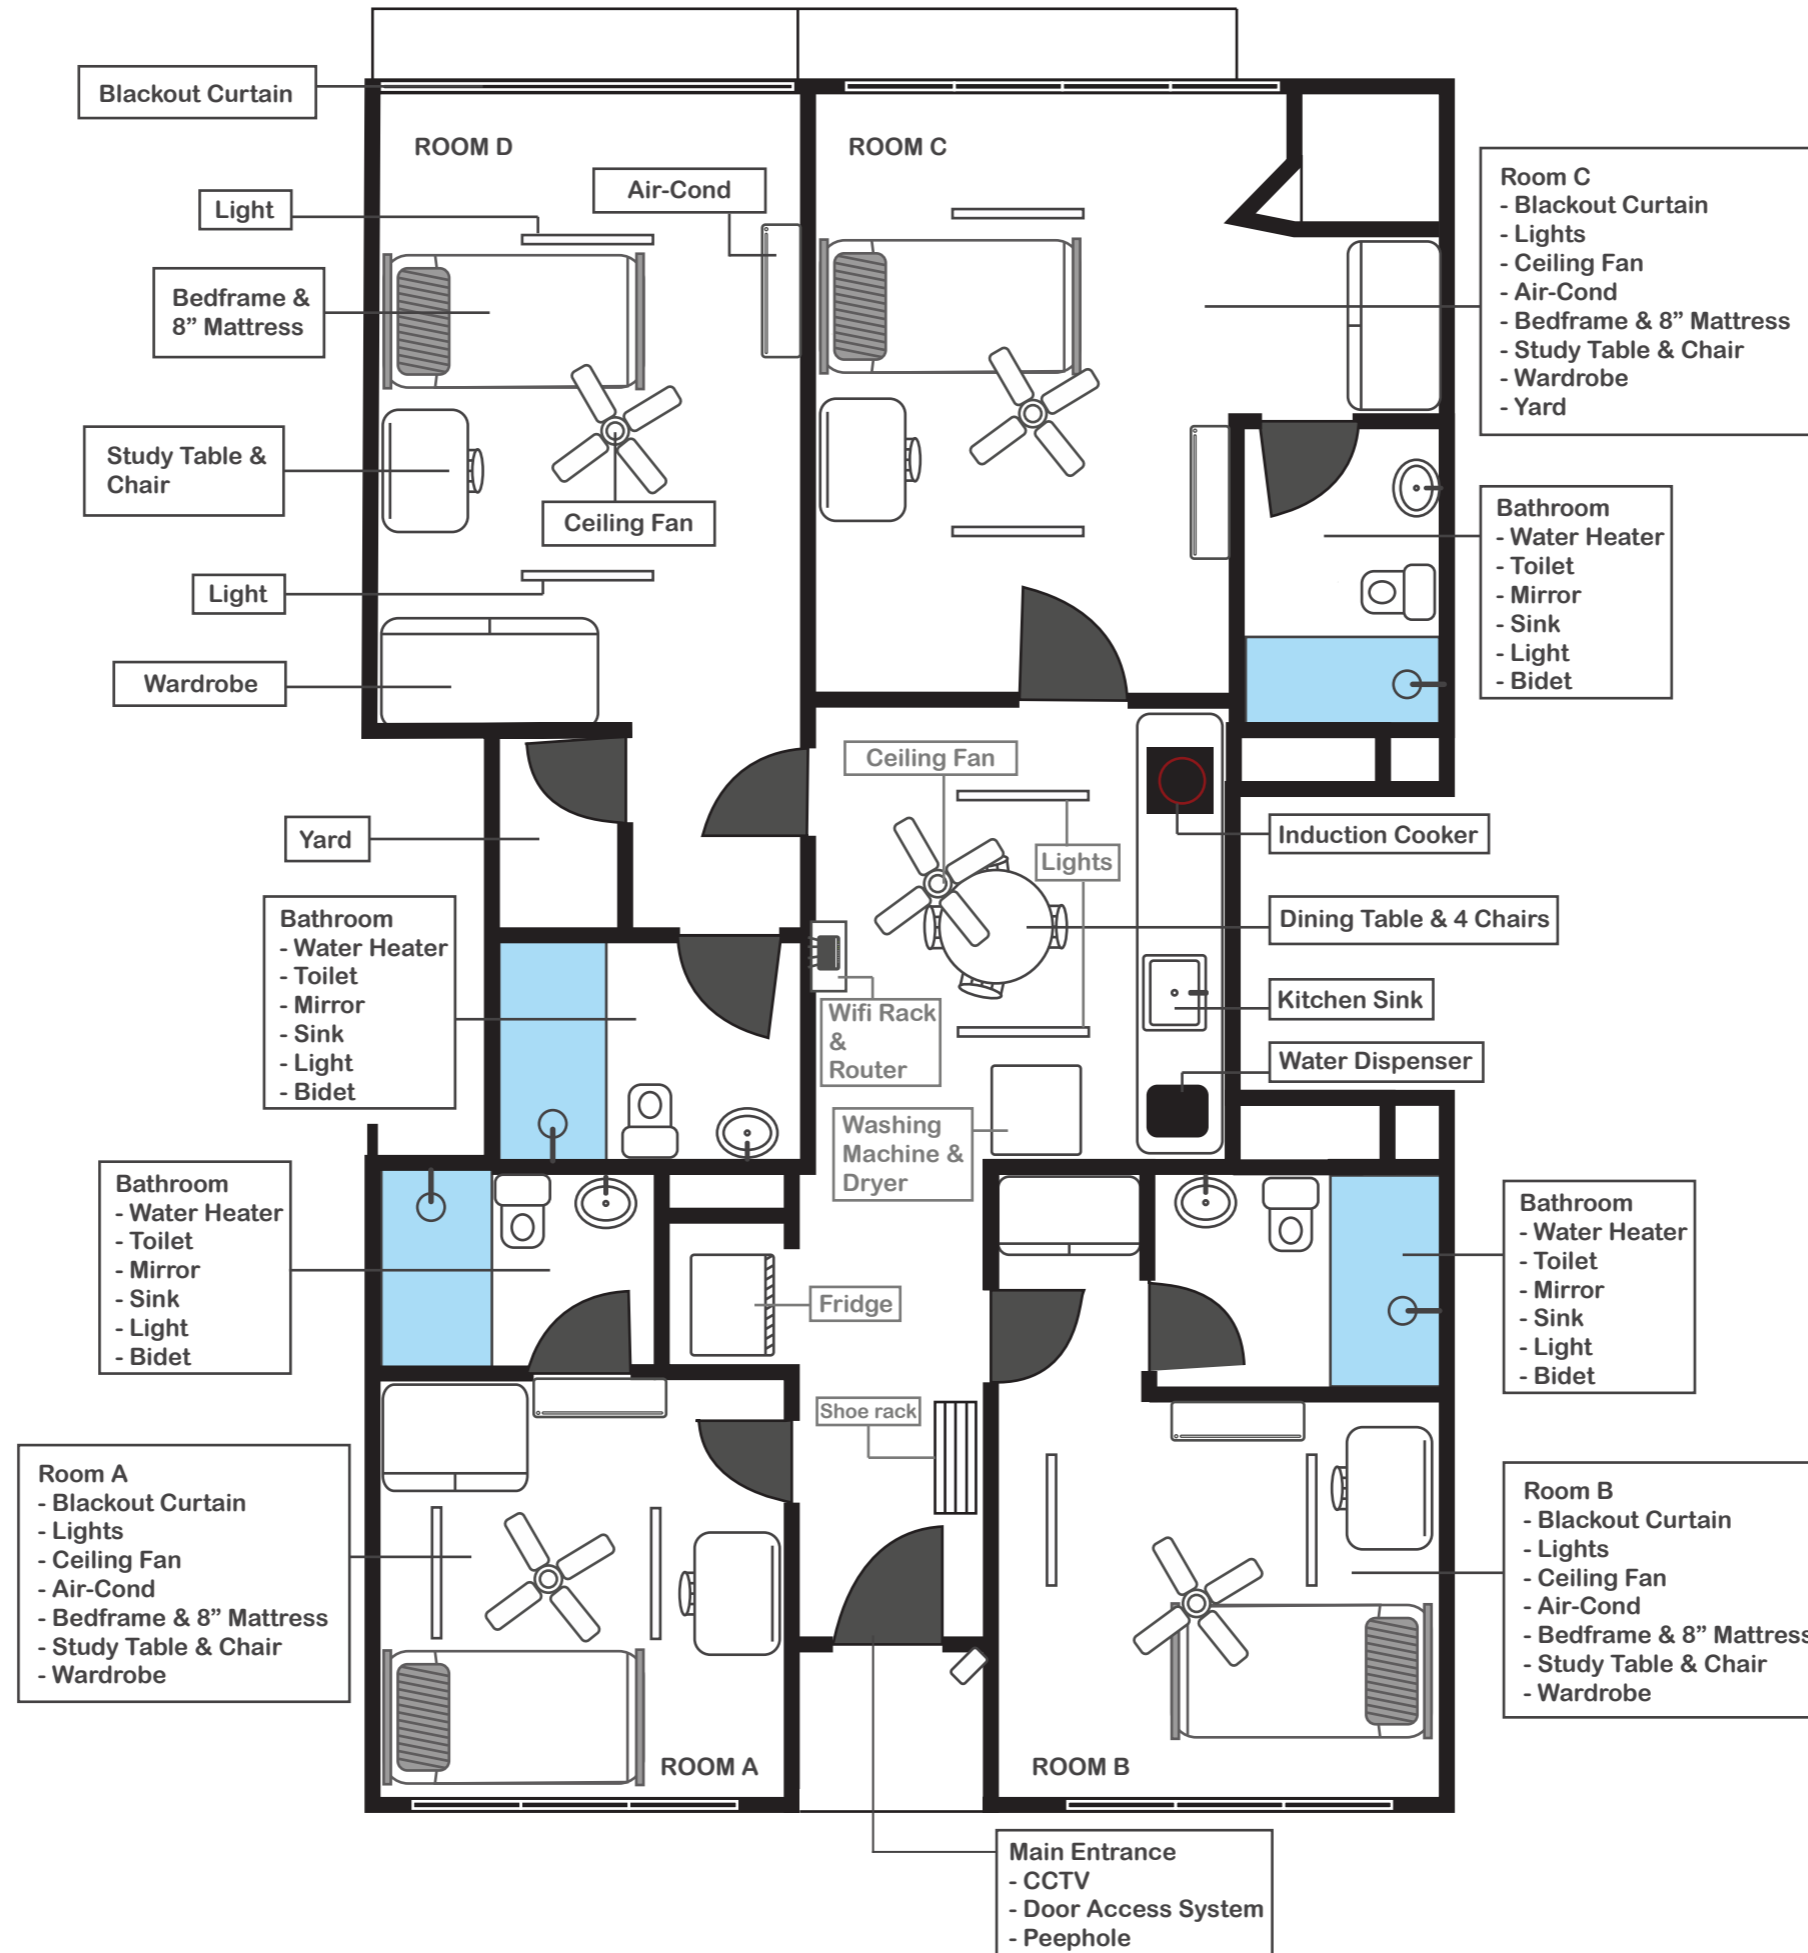 Blackout Curtain
ROOM D
ROOM C
Light
Air-Cond
Room C
- Blackout Curtain
- Lights
- Ceiling Fan
- Air-Cond
- Bedframe & 8” Mattress
- Study Table & Chair
- Wardrobe
- Yard
Bedframe &
8” Mattress
Study Table &
Chair
Ceiling Fan
Bathroom
- Water Heater
- Toilet
- Mirror
- Sink
- Light
- Bidet
Light
Wardrobe
Ceiling Fan
Yard
Lights
Induction Cooker
Bathroom
- Water Heater
- Toilet
- Mirror
- Sink
- Light
- Bidet
Dining Table & 4 Chairs
Wifi Rack
&
Router
Kitchen Sink
Water Dispenser
Washing
Machine &
Dryer
Bathroom
- Water Heater
- Toilet
- Mirror
- Sink
- Light
- Bidet
Fridge
Bathroom
- Water Heater
- Toilet
- Mirror
- Sink
- Light
- Bidet
Shoe rack
Room A
- Blackout Curtain
- Lights
- Ceiling Fan
- Air-Cond
- Bedframe & 8” Mattress
- Study Table & Chair
- Wardrobe
Room B
- Blackout Curtain
- Lights
- Ceiling Fan
- Air-Cond
- Bedframe & 8” Mattress
- Study Table & Chair
- Wardrobe
ROOM A
ROOM B
Main Entrance
- CCTV
- Door Access System
- Peephole